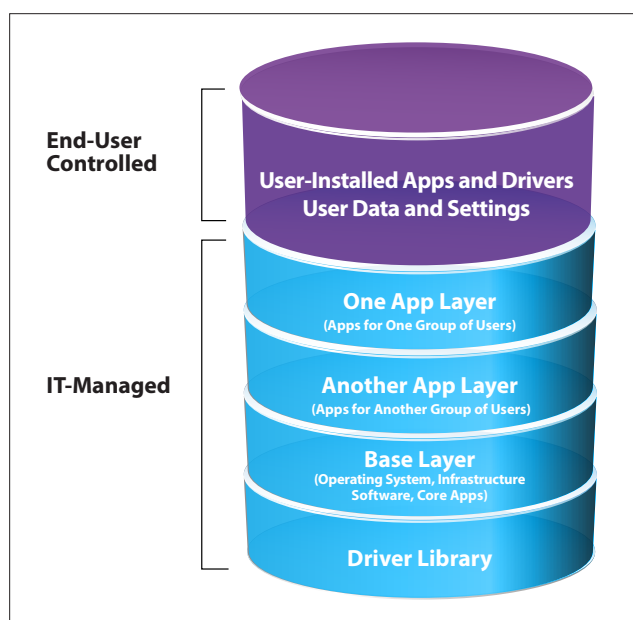 End-User
Controlled
User-Installed Apps and Drivers
User Data and Settings
One App Layer
(Apps for One Group of Users)
IT-Managed
Another App Layer
(Apps for Another Group of Users)
Base Layer
(Operating System, Infrastructure
Software, Core Apps)
Driver Library